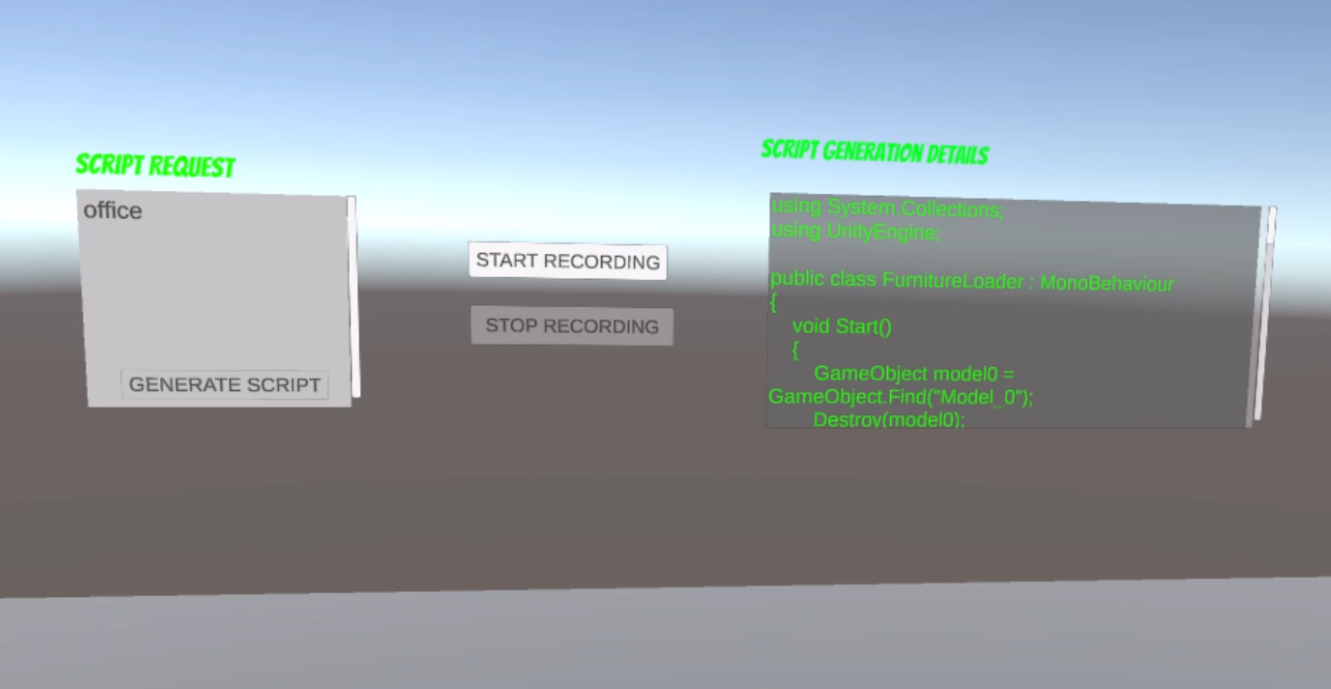 SCRIPT REQUEST
office
GENERATE SCRIPT
START RECORDING
STOP RECORDING
SCRIPT GENERATION DETAILS
using System.Collections;
using UnityEngine;
public class FurnitureLoader : MonoBehaviour
{
void Start()
{
GameObject model0 =
GameObject.Find("Model_0");
Destroy(model0);